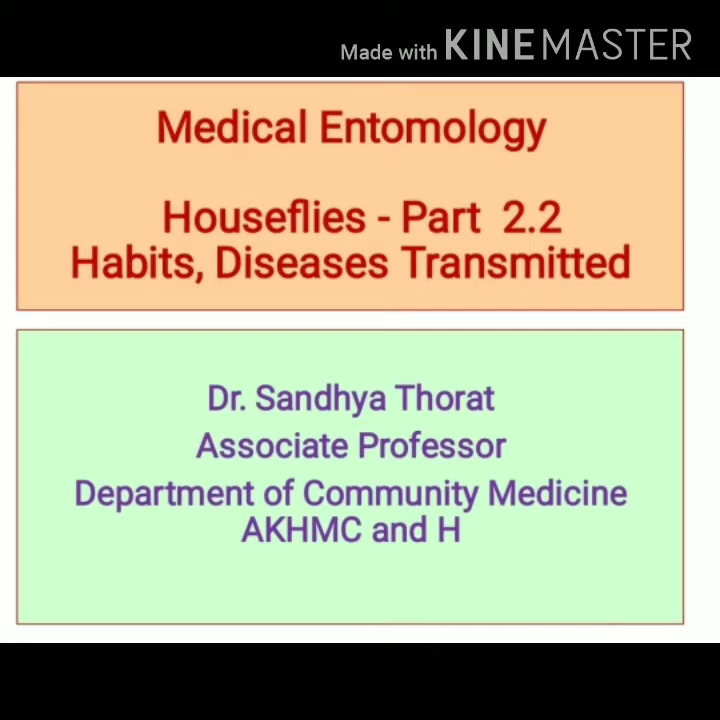 Made with KINEMASTER
Medical Entomology
Houseflies - Part 2.2
Habits, Diseases Transmitted
Dr. Sandhya Thorat
Associate Professor
Department of Community Medicine
AKHMC and H